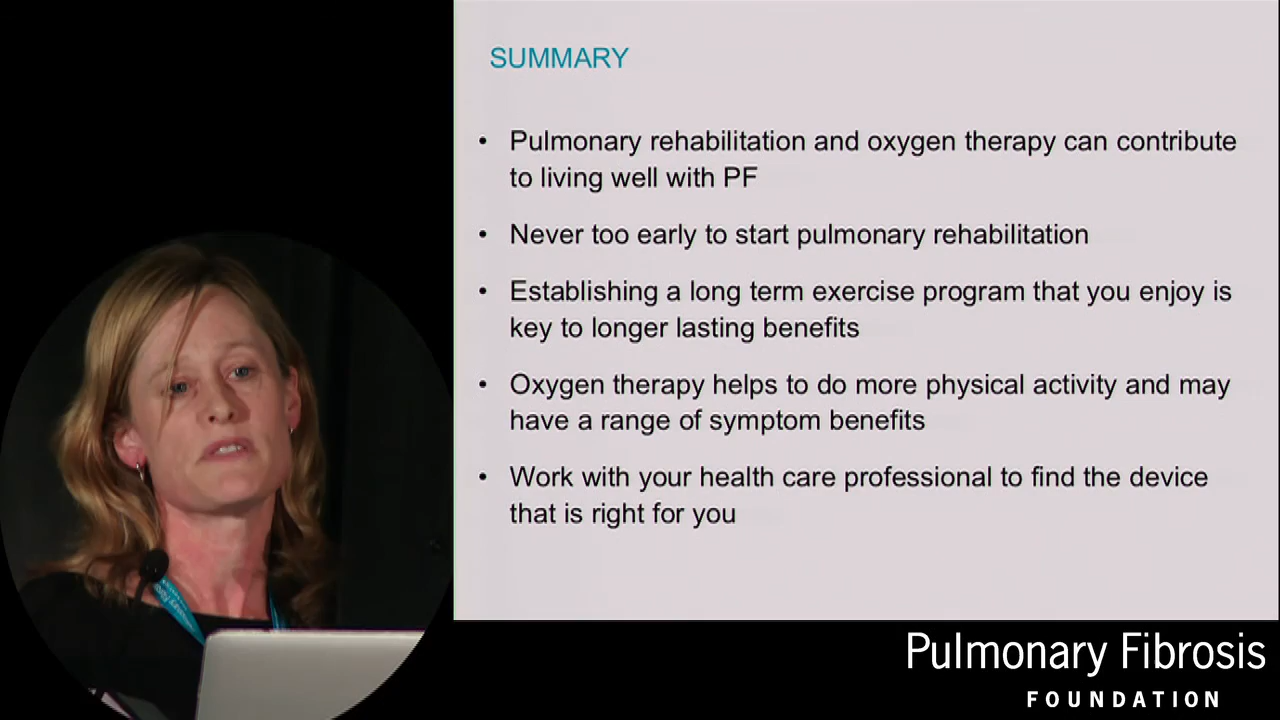 SUMMARY
• Pulmonary rehabilitation and oxygen therapy can contribute
to living well with PF
• Never too early to start pulmonary rehabilitation
• Establishing a long term exercise program that you enjoy is
key to longer lasting benefits
• Oxygen therapy helps to do more physical activity and may
have a range of symptom benefits
• Work with your health care professional to find the device
that is right for you
Pulmonary Fibrosis
FOUNDATION